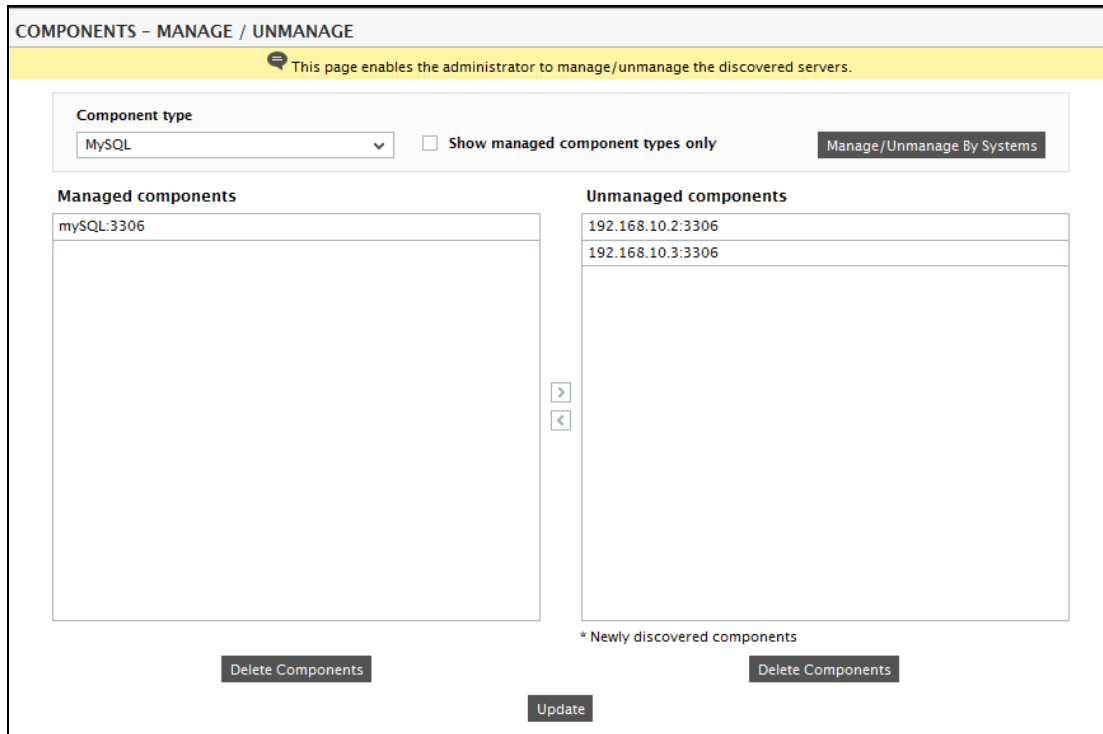 COMPONENTS - MANAGE / UNMANAGE
This page enables the administrator to manage/unmanage the discovered servers.
Component type
MySQL
Show managed component types only
Manage/Unmanage By Systems
Managed components
Unmanaged components
mySQL:3306
192.168.10.2:3306
192.168.10.3:3306
* Newly discovered components
Delete Components
Delete Components
Update